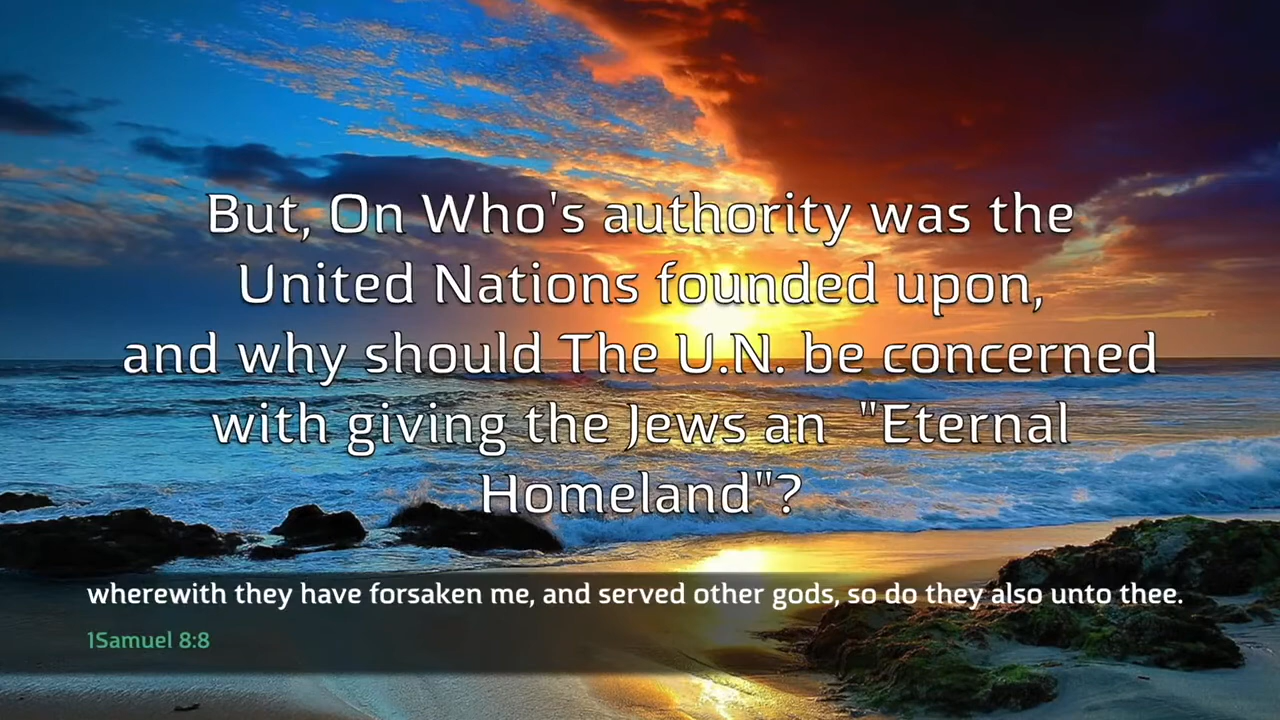 But, On Who's authority was the
United Nations founded upon,
and why should The U.N. be concerned
with giving the Jews an  "Eternal
Homeland"?
wherewith they have forsaken me, and served other gods, so do they also unto thee.
1Samuel 8:8